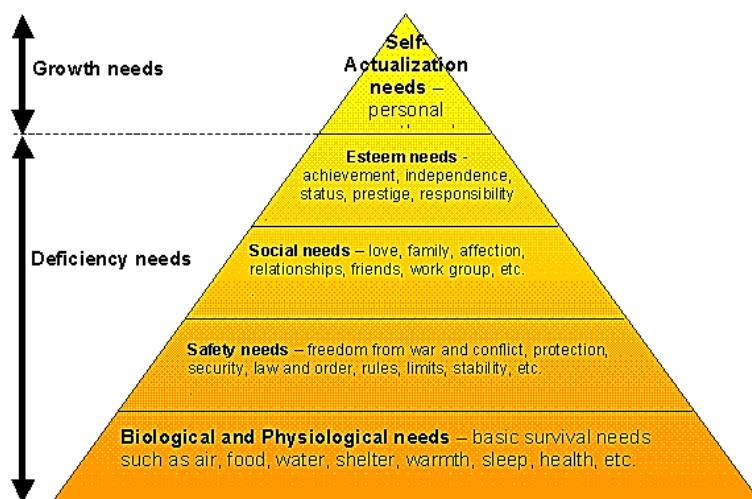 Growth needs
Self-
Actualization
needs –
personal
Esteem needs -
achievement, independence,
status, prestige, responsibility
Deficiency needs
Social needs – love, family, affection,
relationships, friends, work group, etc.
Safety needs – freedom from war and conflict, protection,
security, law and order, rules, limits, stability, etc.
Biological and Physiological needs – basic survival needs
such as air, food, water, shelter, warmth, sleep, health, etc.